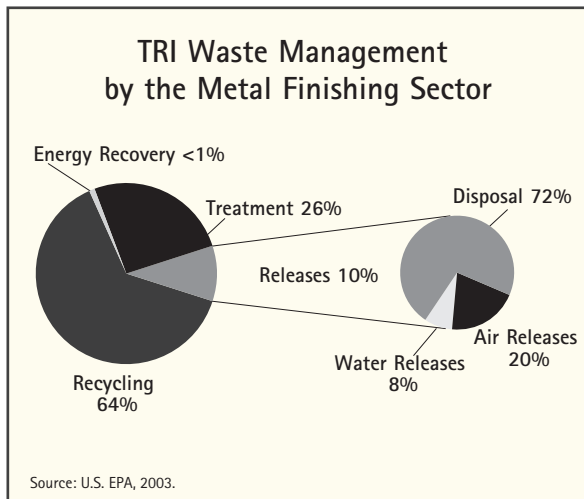 TRI Waste Management
by the Metal Finishing Sector
Energy Recovery <1%
Treatment 26%
Releases 10%
Recycling
64%
Disposal 72%
Air Releases
20%
Water Releases
8%
Source: U.S. EPA, 2003.